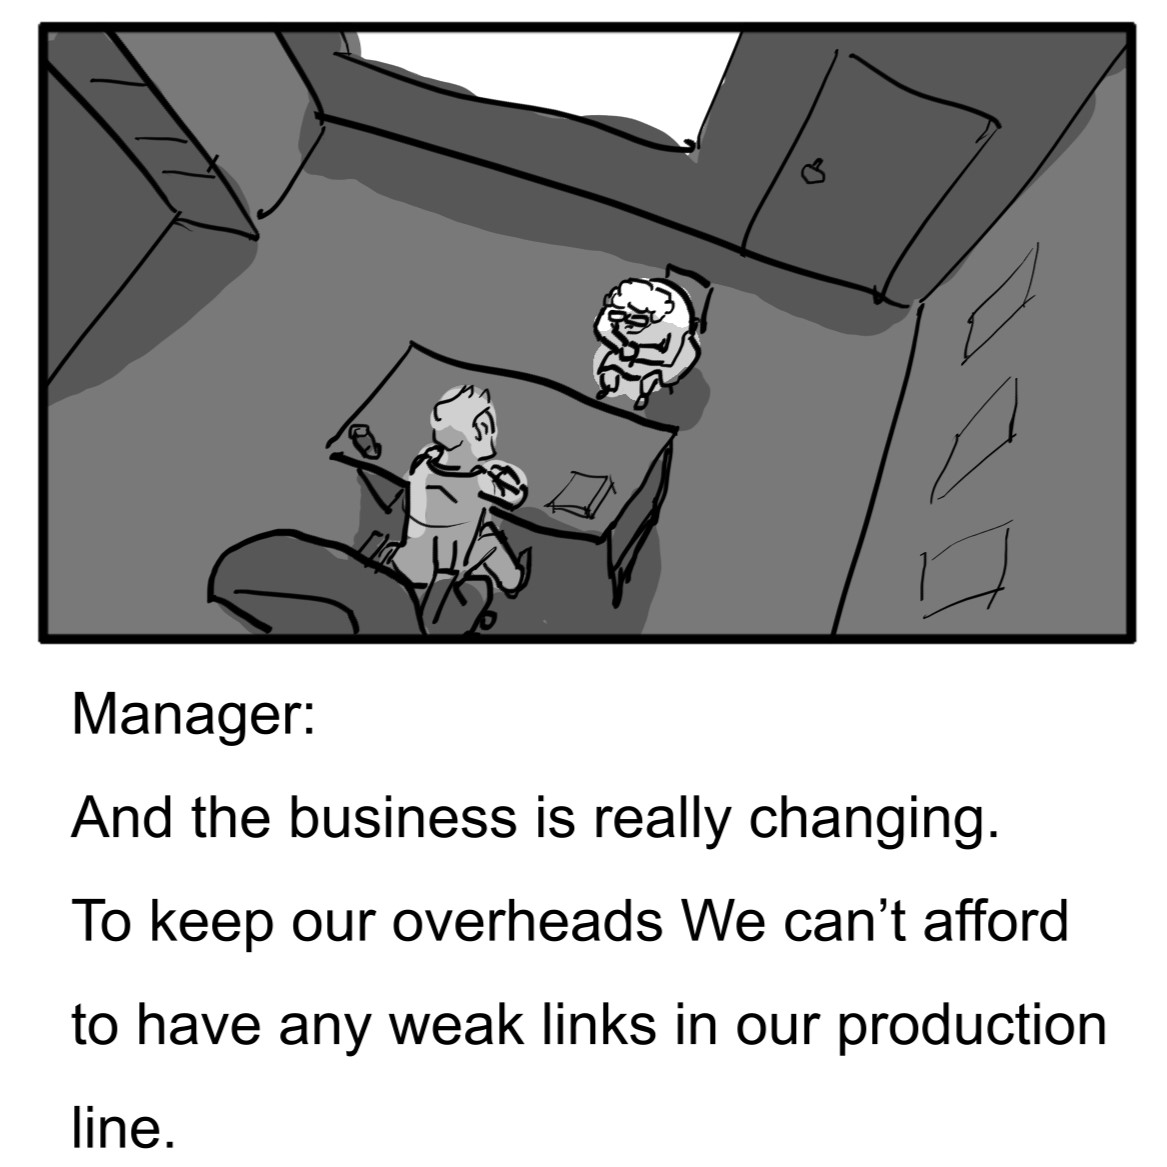 Manager:
And the business is really changing.
To keep our overheads We can’t afford
to have any weak links in our production
line.